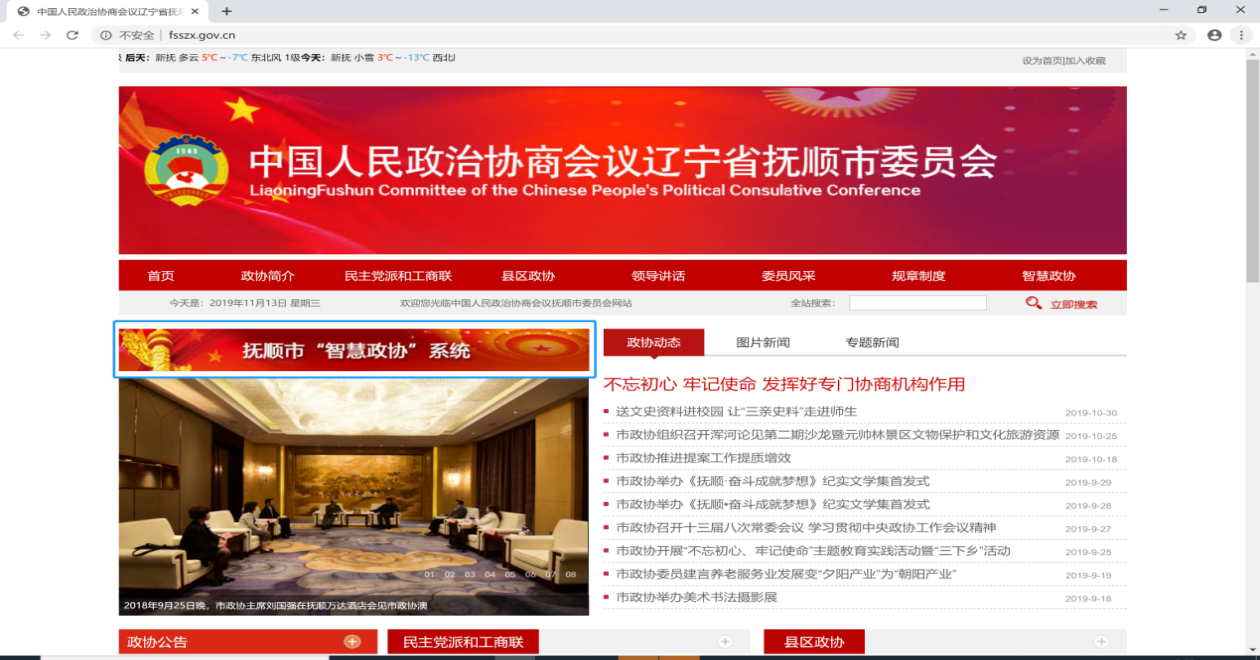 中国人民政治协商会议辽宁省抚
不安全 | fsszx.gov.cn
后天：新抚 多云 5℃～-7℃ 东北风 1级今天：新抚 小雪 3℃～-13℃ 西北
设为首页|加入收藏
1949
中国人民政治协商会议辽宁省抚顺市委员会
LiaoningFushun Committee of the Chinese People's Political Consulative Conference
首页 政协简介 民主党派和工商联 县区政协 领导讲话 委员风采 规章制度 智慧政协
今天是：2019年11月13日 星期三 欢迎您光临中国人民政治协商会议抚顺市委员会网站 全站搜索： 立即搜索
抚顺市“智慧政协”系统
政协动态 图片新闻 专题新闻
不忘初心 牢记使命 发挥好专门协商机构作用
送文史资料进校园 让“三亲史料”走进师生 2019-10-30
市政协组织召开浑河论见第二期沙龙暨元帅林景区文物保护和文化旅游资源 2019-10-25
市政协推进提案工作提质增效 2019-10-18
市政协举办《抚顺·奋斗成就梦想》纪实文学集首发式 2019-9-29
市政协举办《抚顺•奋斗成就梦想》纪实文学集首发式 2019-9-28
市政协召开十三届八次常委会议 学习贯彻中央政协工作会议精神 2019-9-27
市政协开展“不忘初心、牢记使命”主题教育实践活动暨“三下乡”活动 2019-9-25
市政协委员建言养老服务业发展变“夕阳产业”为“朝阳产业” 2019-9-19
市政协举办美术书法摄影展 2019-9-18
01 02 03 04 05 06 07 08
2018年9月25日晚，市政协主席刘国强在抚顺万达酒店会见市政协澳
政协公告 民主党派和工商联 县区政协